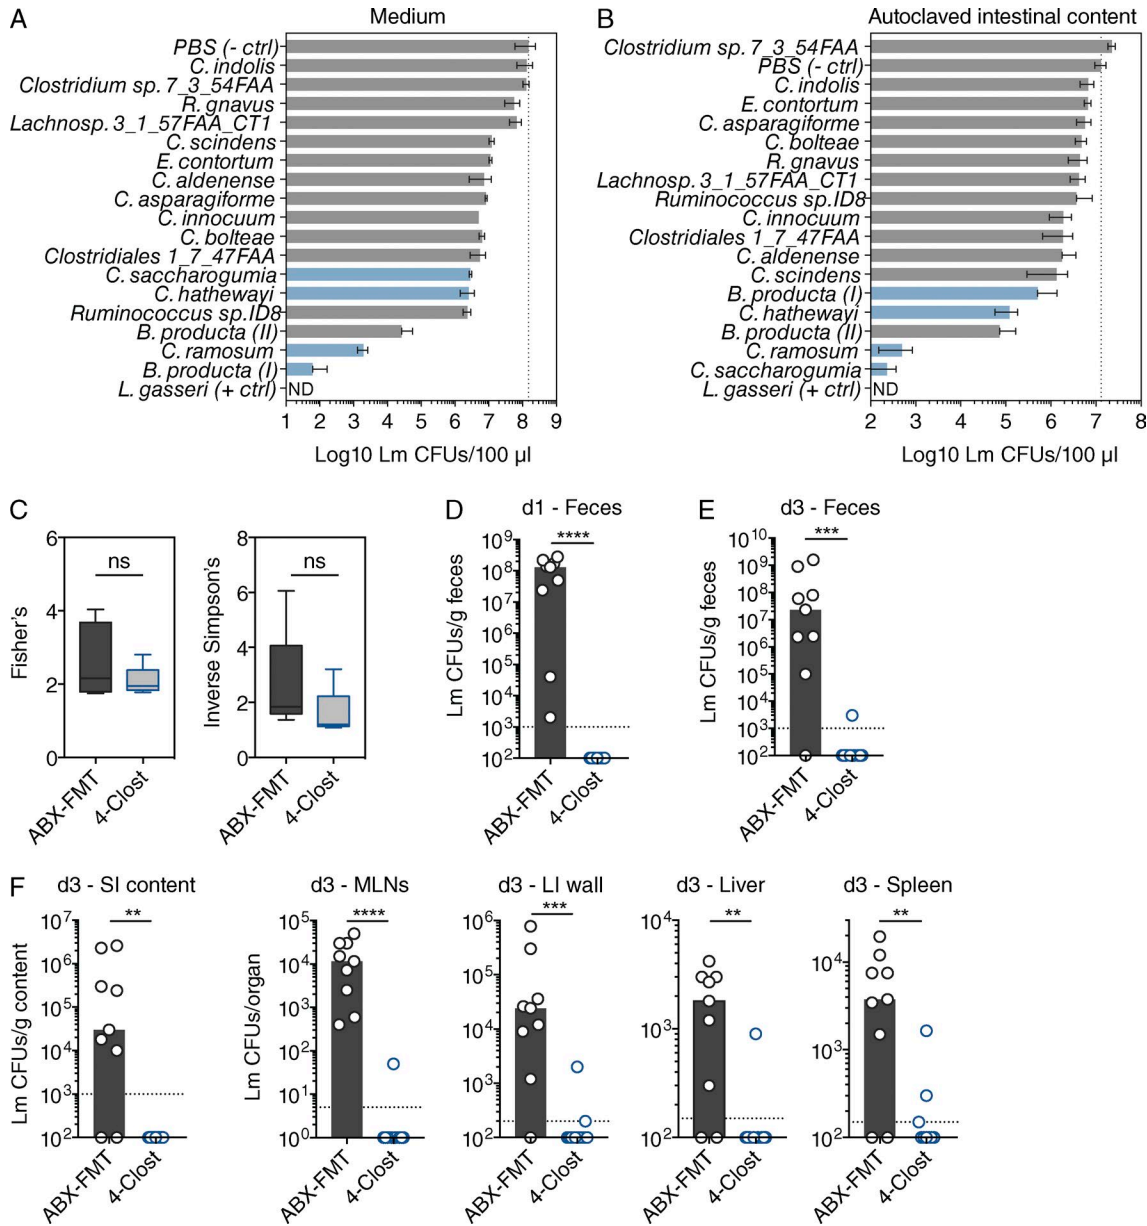 A
Medium
PBS (- ctrl)
C. indolis
Clostridium sp. 7_3_54FAA
R. gnavus
Lachnosp. 3_1_57FAA_CT1
C. scindens
E. contortum
C. aldenense
C. asparagiforme
C. innocuum
C. bolteae
Clostridiales 1_7_47FAA
C. saccharogumia
C. hathewayi
Ruminococcus sp.ID8
B. producta (II)
C. ramosum
B. producta (I)
L. gasseri (+ ctrl)
ND
1 2 3 4 5 6 7 8 9
Log10 Lm CFUs/100 µl
B
Autoclaved intestinal content
Clostridium sp. 7_3_54FAA
PBS (- ctrl)
C. indolis
E. contortum
C. asparagiforme
C. bolteae
R. gnavus
Lachnosp. 3_1_57FAA_CT1
Ruminococcus sp.ID8
C. innocuum
Clostridiales 1_7_47FAA
C. aldenense
C. scindens
B. producta (I)
C. hathewayi
B. producta (II)
C. ramosum
C. saccharogumia
L. gasseri (+ ctrl)
ND
2 3 4 5 6 7 8
Log10 Lm CFUs/100 µl
C
Fisher's
6
4
2
0
ns
ABX-FMT
4-Clost
Inverse Simpson's
8
6
4
2
0
ns
ABX-FMT
4-Clost
D
d1 - Feces
Lm CFUs/g feces
10⁹
10⁸
10⁷
10⁶
10⁵
10⁴
10³
10²
****
ABX-FMT
4-Clost
E
d3 - Feces
Lm CFUs/g feces
10¹⁰
10⁹
10⁸
10⁷
10⁶
10⁵
10⁴
10³
10²
***
ABX-FMT
4-Clost
F
d3 - SI content
Lm CFUs/g content
10⁷
10⁶
10⁵
10⁴
10³
10²
**
ABX-FMT
4-Clost
d3 - MLNs
Lm CFUs/organ
10⁵
10⁴
10³
10²
10¹
10⁰
****
ABX-FMT
4-Clost
d3 - LI wall
10⁶
10⁵
10⁴
10³
10²
***
ABX-FMT
4-Clost
d3 - Liver
10⁴
10³
10²
**
ABX-FMT
4-Clost
d3 - Spleen
10⁴
10³
10²
**
ABX-FMT
4-Clost